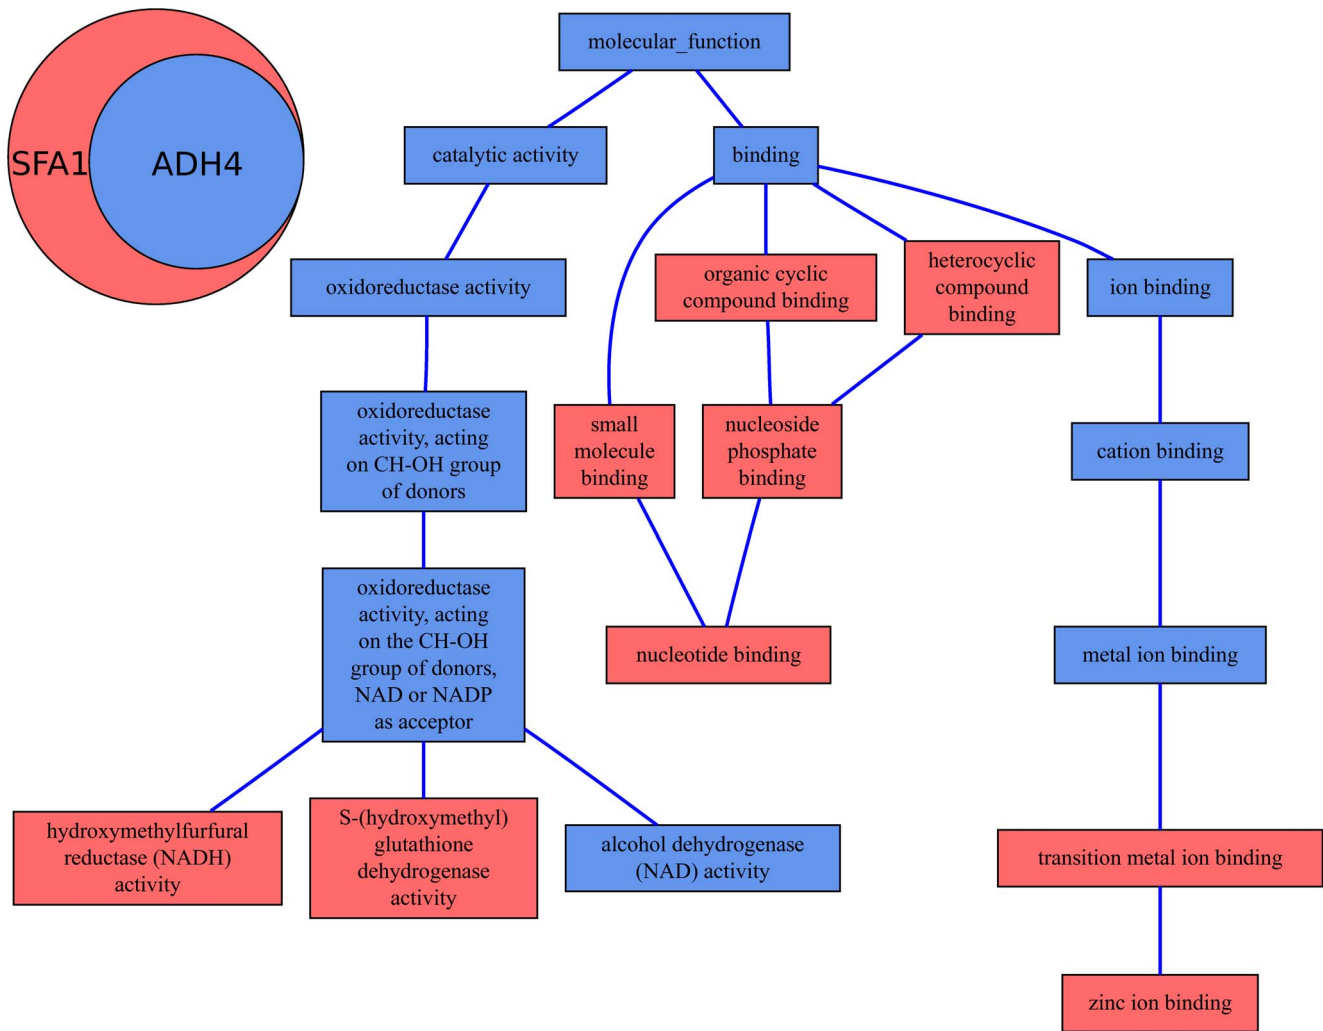 molecular_function
SFA1
ADH4
catalytic activity
binding
oxidoreductase activity
organic cyclic
compound binding
heterocyclic
compound
binding
ion binding
oxidoreductase
activity, acting
on CH-OH group
of donors
small
molecule
binding
nucleoside
phosphate
binding
cation binding
oxidoreductase
activity, acting
on the CH-OH
group of donors,
NAD or NADP
as acceptor
nucleotide binding
metal ion binding
hydroxymethylfurfural
reductase (NADH)
activity
S-(hydroxymethyl)
glutathione
dehydrogenase
activity
alcohol dehydrogenase
(NAD) activity
transition metal ion binding
zinc ion binding